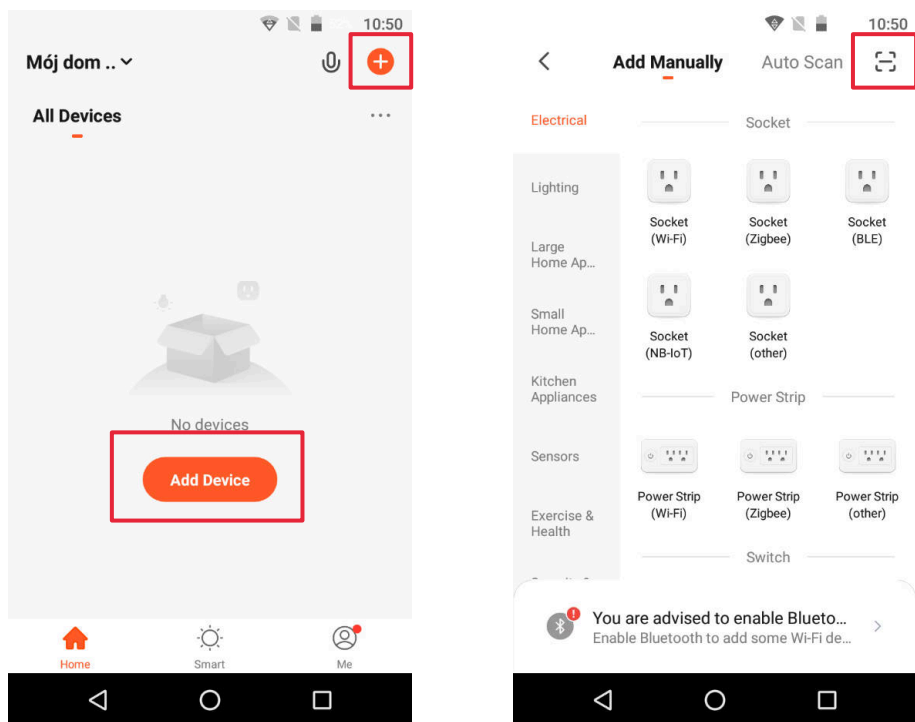 10:50
Mój dom ..
All Devices
No devices
Add Device
Home
Smart
Me
10:50
Add Manually
Auto Scan
Electrical
Lighting
Large
Home Ap...
Small
Home Ap...
Kitchen
Appliances
Sensors
Exercise &
Health
Socket
Socket
(Wi-Fi)
Socket
(Zigbee)
Socket
(BLE)
Socket
(NB-IoT)
Socket
(other)
Power Strip
Power Strip
(Wi-Fi)
Power Strip
(Zigbee)
Power Strip
(other)
Switch
You are advised to enable Blueto...
Enable Bluetooth to add some Wi-Fi de...